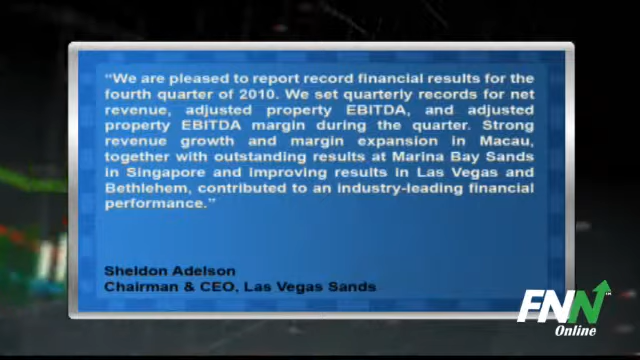 “We are pleased to report record financial results for the
fourth quarter of 2010. We set quarterly records for net
revenue, adjusted property EBITDA, and adjusted
property EBITDA margin during the quarter. Strong
revenue growth and margin expansion in Macau,
together with outstanding results at Marina Bay Sands
in Singapore and improving results in Las Vegas and
Bethlehem, contributed to an industry-leading financial
performance.”
Sheldon Adelson
Chairman & CEO, Las Vegas Sands
FNN
Online